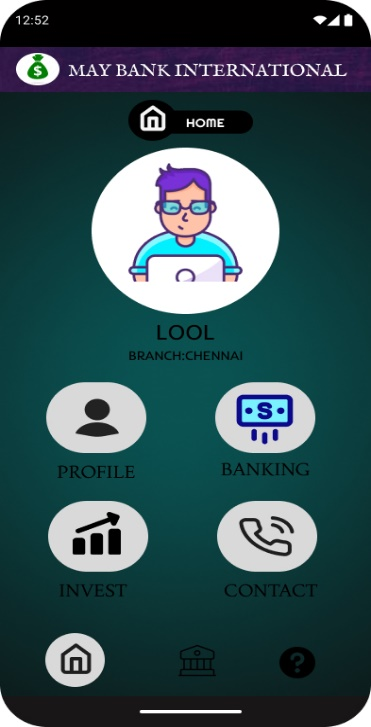 12:52
MAY BANK INTERNATIONAL
HOME
LOOL
BRANCH:CHENNAI
PROFILE
BANKING
INVEST
CONTACT